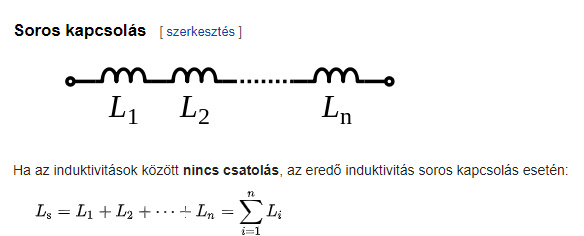 Soros kapcsolás [ szerkesztés ]
L₁ L₂ Lₙ
Ha az induktivitások között nincs csatolás, az eredő induktivitás soros kapcsolás esetén:
Lₛ = L₁ + L₂ + ⋯ + Lₙ = ∑ᵢ₌₁ⁿ Lᵢ